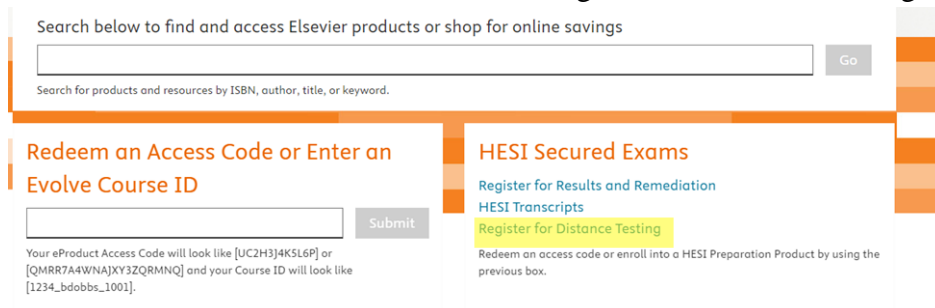 Search below to find and access Elsevier products or shop for online savings
Go
Search for products and resources by ISBN, author, title, or keyword.
Redeem an Access Code or Enter an
Evolve Course ID
Submit
Your eProduct Access Code will look like [UC2H3J4K5L6P] or
[QMRR7A4WNAJXY3ZQRMNQ] and your Course ID will look like
[1234_bdobbs_1001].
HESI Secured Exams
Register for Results and Remediation
HESI Transcripts
Register for Distance Testing
Redeem an access code or enroll into a HESI Preparation Product by using the
previous box.